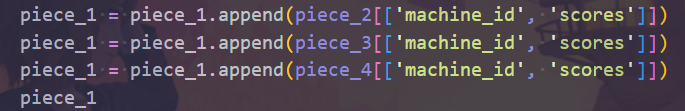 piece_1 = piece_1.append(piece_2[['machine_id', 'scores']])
piece_1 = piece_1.append(piece_3[['machine_id', 'scores']])
piece_1 = piece_1.append(piece_4[['machine_id', 'scores']])
piece_1